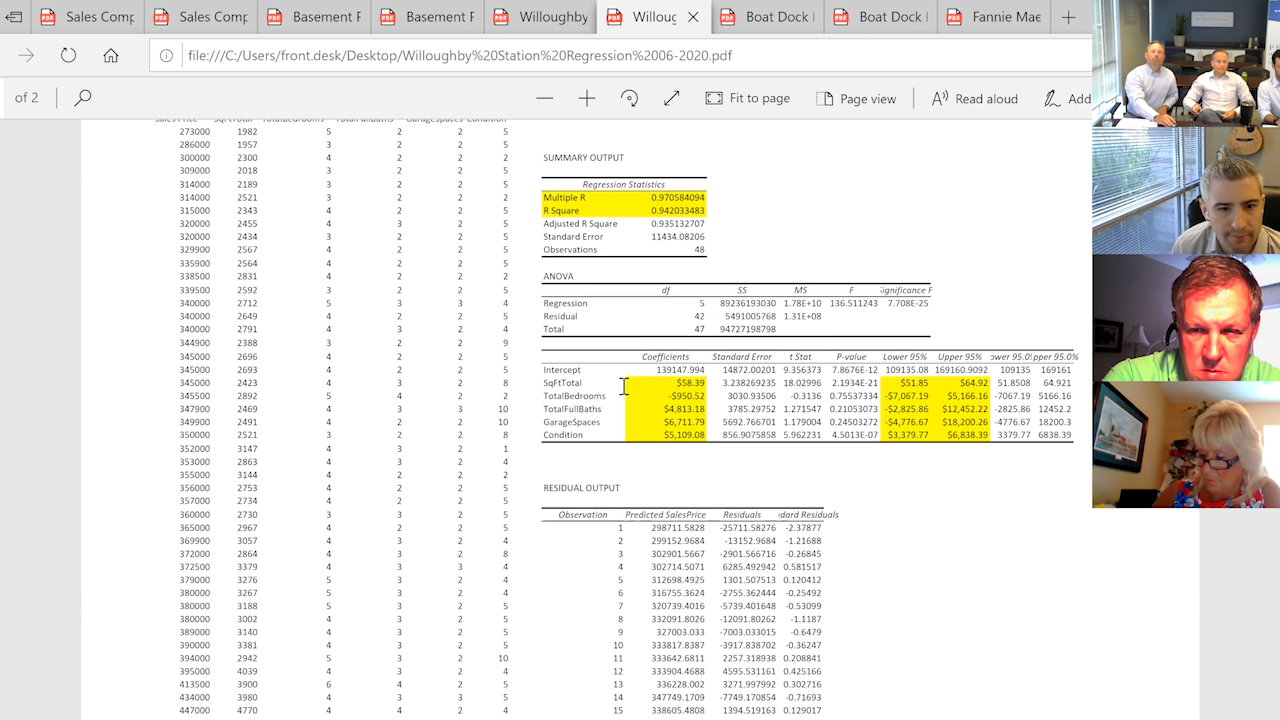 Sales Comp
Sales Comp
Basement F
Basement F
Willoughby
Willoug
Boat Dock
Boat Dock
Fannie Mae
file:///C:/Users/front.desk/Desktop/Willoughby%20Station%20Regression%2006-2020.pdf
of 2
Fit to page
Page view
Read aloud
Add
273000 1982 5 2 2 5
286000 1957 4 2 2 5
300000 2300 4 2 2 2
309000 2018 3 2 2 5
314000 2189 3 2 2 5
314000 2521 3 2 2 2
315000 2343 4 2 2 5
320000 2455 4 3 2 5
320000 2434 3 2 2 5
329900 2567 4 2 2 5
335900 2564 4 2 2 5
338500 2831 4 2 2 2
339500 2592 3 2 2 5
340000 2712 5 3 3 4
340000 2649 4 2 2 5
340000 2791 4 3 2 4
344900 2388 3 2 2 9
345000 2696 4 2 2 5
345000 2693 4 2 2 5
345000 2423 4 3 2 8
345500 2892 5 2 2 2
347900 2469 4 3 3 10
349900 2491 4 2 2 10
350000 2521 3 2 2 8
352000 3147 4 3 2 1
353000 2863 4 3 2 4
355000 3144 4 2 2 2
356000 2753 4 2 2 5
357000 2734 4 2 2 5
360000 2730 3 3 2 5
365000 2967 4 2 2 5
369900 3057 4 3 2 4
372000 2864 4 3 2 8
372500 3379 4 3 3 4
379000 3276 5 3 2 4
380000 3267 5 3 2 4
380000 3188 5 3 2 5
380000 3002 4 3 2 5
389000 3140 4 3 2 5
390000 3381 4 3 2 5
394000 2942 5 3 2 10
395000 4039 4 3 2 4
413500 3900 6 4 2 5
434000 3980 4 3 3 5
447000 4770 4 4 2 4
SUMMARY OUTPUT
Regression Statistics
Multiple R 0.970584094
R Square 0.942033483
Adjusted R Square 0.935132707
Standard Error 11434.08206
Observations 48
ANOVA
df SS MS F ignificance F
Regression 5 89236193030 1.78E+10 136.511243 7.708E-25
Residual 42 5491005768 1.31E+08
Total 47 94727198798
Coefficients Standard Error t Stat P-value Lower 95% Upper 95% ower 95.0% pper 95.0%
Intercept 139147.994 14872.00201 9.356373 7.8676E-12 109135.08 169160.9092 109135 169161
SqFtTotal $58.39 3.238269235 18.02996 2.1934E-21 $51.85 $64.92 51.8508 64.921
TotalBedrooms -$950.52 3030.93506 -0.3136 0.75537334 -$7,067.19 $5,166.16 -7067.19 5166.16
TotalFullBaths $4,813.18 3785.29752 1.271547 0.21053073 -$2,825.86 $12,452.22 -2825.86 12452.2
GarageSpaces $6,711.79 5692.766701 1.179004 0.24503272 -$4,776.67 $18,200.26 -4776.67 18200.3
Condition $5,109.08 856.9075858 5.962231 4.5013E-07 $3,379.77 $6,838.39 3379.77 6838.39
RESIDUAL OUTPUT
Observation Predicted SalesPrice Residuals dard Residuals
1 298711.5828 -25711.58276 -2.37877
2 299152.9684 -13152.9684 -1.21688
3 302901.5667 -2901.566716 -0.26845
4 302714.5071 6285.492942 0.581517
5 312698.4925 1301.507513 0.120412
6 316755.3624 -2755.362444 -0.25492
7 320739.4016 -5739.401648 -0.53099
8 332091.8026 -12091.80262 -1.1187
9 327003.033 -7003.033015 -0.6479
10 333817.8387 -3917.838702 -0.36247
11 333642.6811 2257.318938 0.208841
12 333904.4688 4595.531161 0.425166
13 336228.002 3271.997992 0.302716
14 347749.1709 -7749.170854 -0.71693
15 338605.4808 1394.519163 0.129017